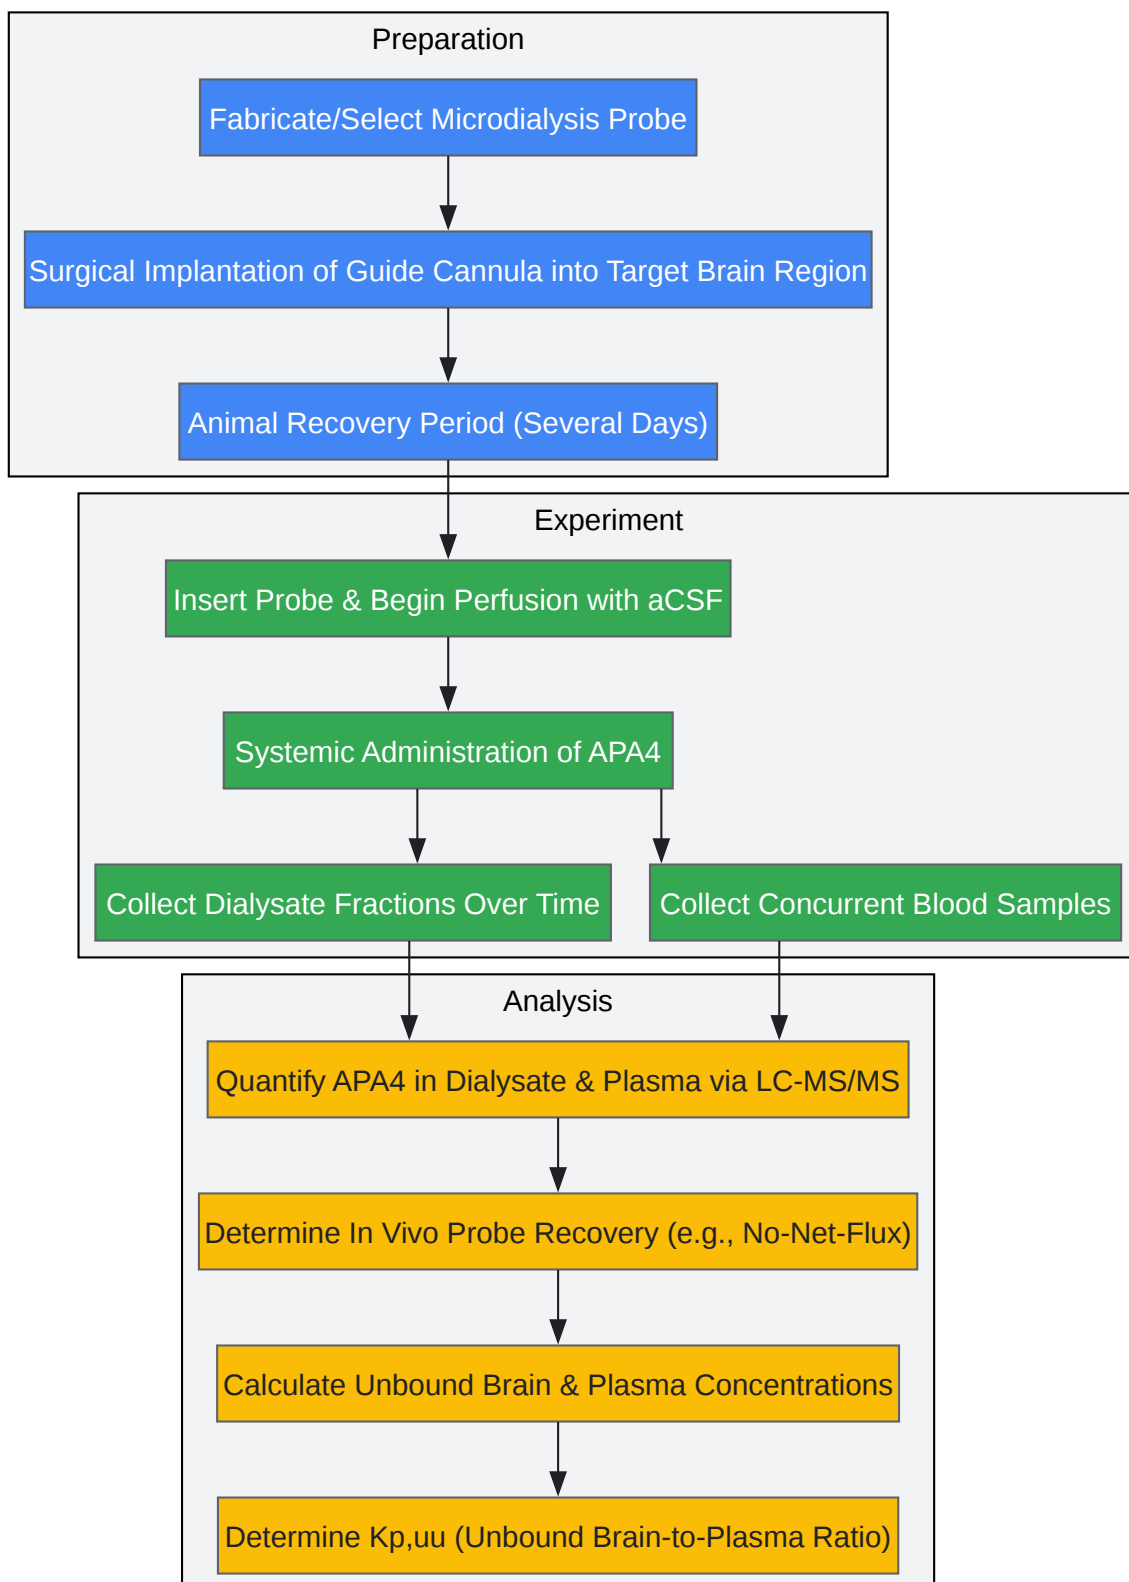 Preparation
Fabricate/Select Microdialysis Probe
Surgical Implantation of Guide Cannula into Target Brain Region
Animal Recovery Period (Several Days)
Experiment
Insert Probe & Begin Perfusion with aCSF
Systemic Administration of APA4
Collect Dialysate Fractions Over Time
Collect Concurrent Blood Samples
Analysis
Quantify APA4 in Dialysate & Plasma via LC-MS/MS
Determine In Vivo Probe Recovery (e.g., No-Net-Flux)
Calculate Unbound Brain & Plasma Concentrations
Determine Kp,uu (Unbound Brain-to-Plasma Ratio)